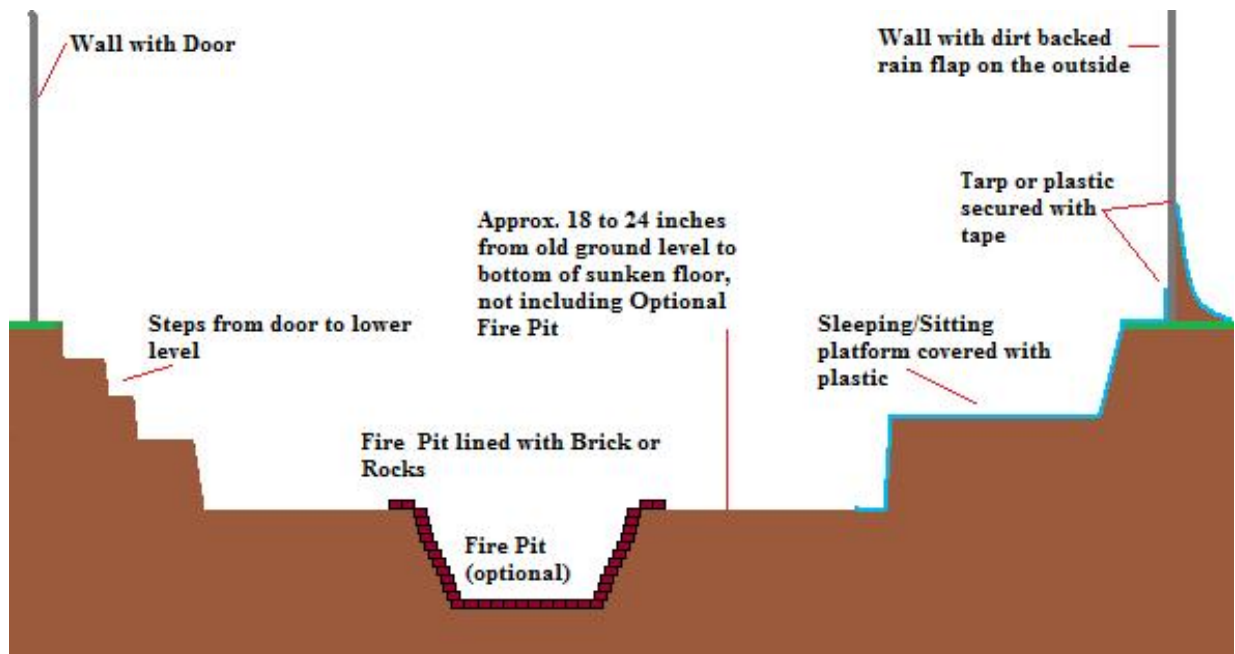 Wall with Door
Wall with dirt backed
rain flap on the outside
Tarp or plastic
secured with
tape
Approx. 18 to 24 inches
from old ground level to
bottom of sunken floor,
not including Optional
Fire Pit
Steps from door to lower
level
Sleeping/Sitting
platform covered with
plastic
Fire Pit lined with Brick or
Rocks
Fire Pit
(optional)